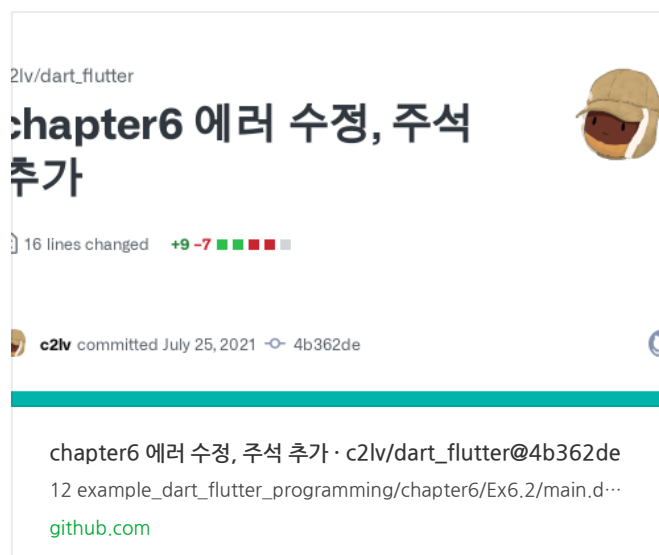 2lv/dart_flutter
chapter6 에러 수정, 주석
추가
16 lines changed +9 −7
c2lv committed July 25, 2021 4b362de
chapter6 에러 수정, 주석 추가 · c2lv/dart_flutter@4b362de
12 example_dart_flutter_programming/chapter6/Ex6.2/main.d…
github.com